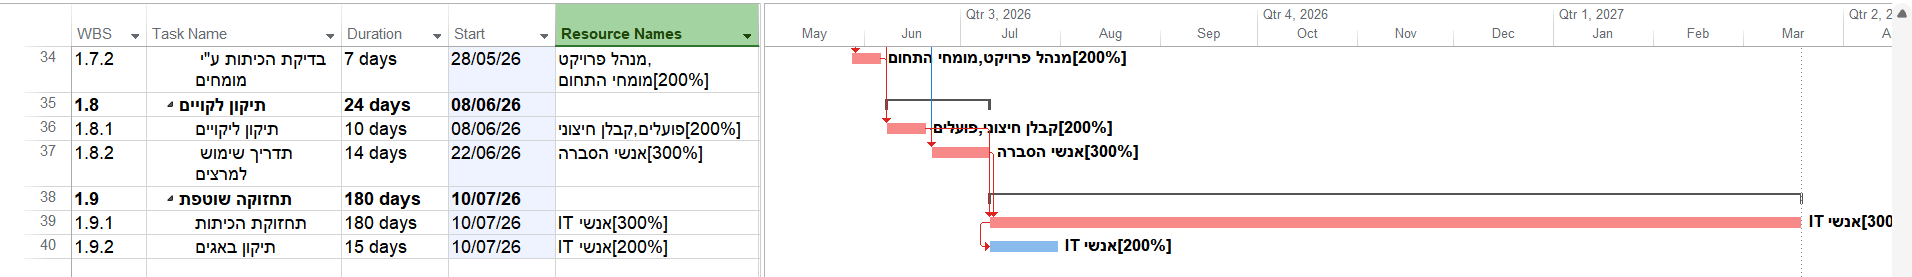 WBS Task Name Duration Start Resource Names
Qtr 3, 2026 Qtr 4, 2026 Qtr 1, 2027 Qtr 2, 2
May Jun Jul Aug Sep Oct Nov Dec Jan Feb Mar A
34 1.7.2 בדיקת הכיתות ע"י 7 days 28/05/26 מנהל פרויקט,
מומחים מומחי התחום[200%]
מנהל פרויקט,מומחי התחום[200%]
35 1.8 תיקון לקויים 24 days 08/06/26
36 1.8.1 תיקון ליקויים 10 days 08/06/26 פועלים,קבלן חיצוני[200%]
קבלן חיצוני,פועלים[200%]
37 1.8.2 תדריך שימוש 14 days 22/06/26 אנשי הסברה[300%]
למרצים
אנשי הסברה[300%]
38 1.9 תחזוקה שוטפת 180 days 10/07/26
39 1.9.1 תחזוקת הכיתות 180 days 10/07/26 אנשי IT[300%]
אנשי IT[300
40 1.9.2 תיקון באגים 15 days 10/07/26 אנשי IT[200%]
אנשי IT[200%]